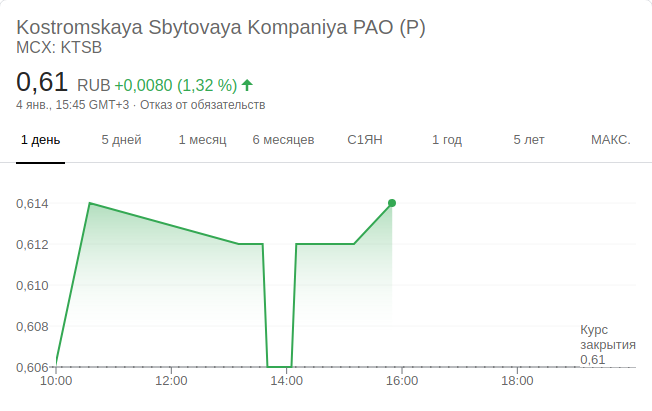 Kostromskaya Sbytovaya Kompaniya PAO (P)
MCX: KTSB
0,61 RUB +0,0080 (1,32 %)
4 янв., 15:45 GMT+3 · Отказ от обязательств
1 день 5 дней 1 месяц 6 месяцев С1ЯН 1 год 5 лет МАКС.
0,614
0,612
0,610
0,608
0,606
Курс
закрытия
0,61
10:00 12:00 14:00 16:00 18:00